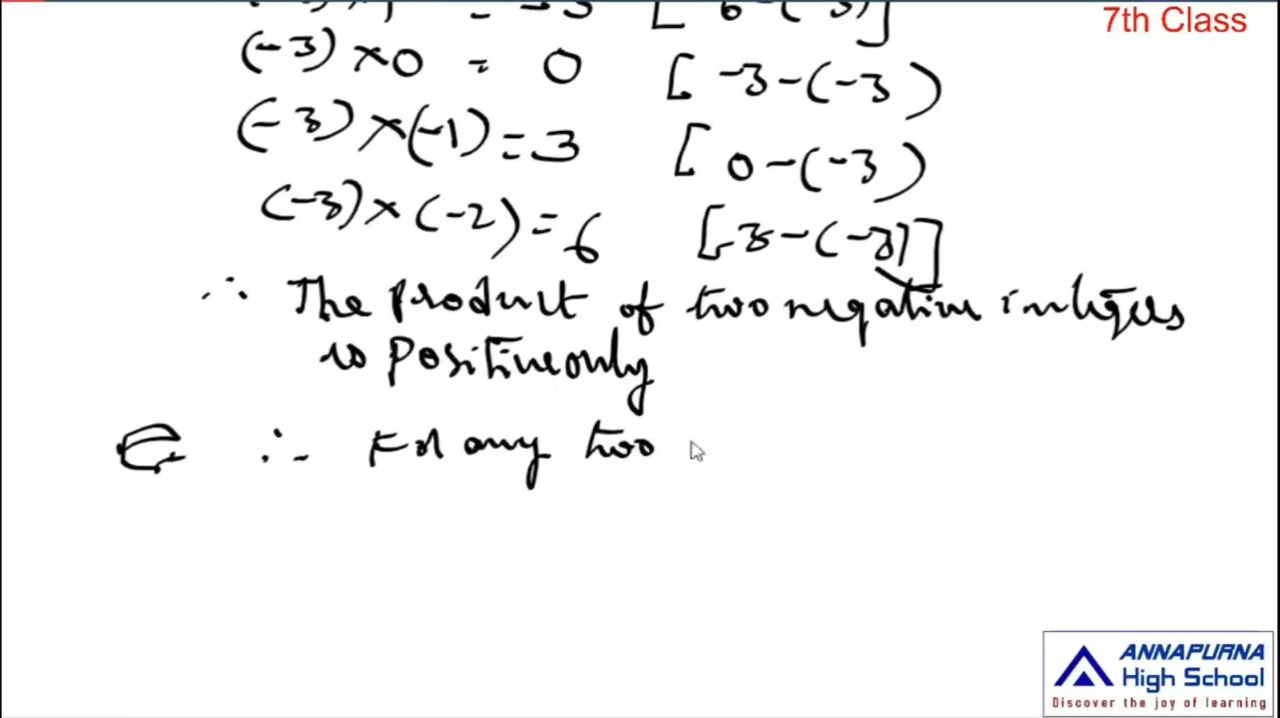 7th Class
(-3) × 0 = 0 [-3-(-3)
(-3) × (-1) = 3 [0-(-3)
(-3) × (-2) = 6 [3-(-3)]
∴ The product of two negative integers
is positive only
∴ For any two
ANNAPURNA
High School
Discover the joy of learning